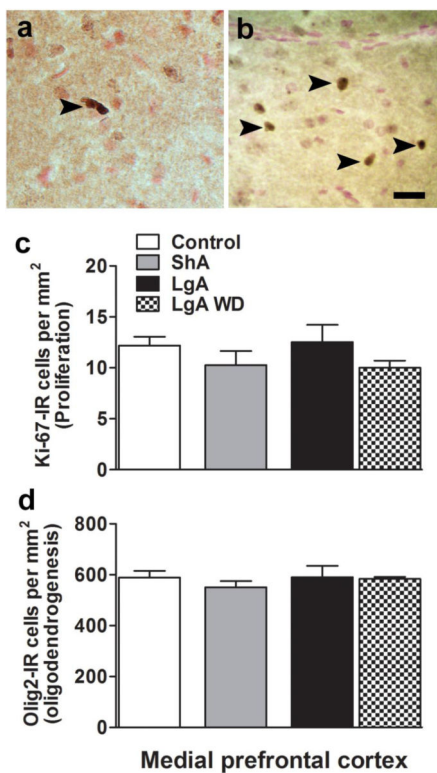 a
b
c
Control
ShA
LgA
LgA WD
Ki-67-IR cells per mm²
(Proliferation)
20
15
10
5
0
d
Olig2-IR cells per mm²
(oligodendrogenesis)
800
600
400
200
0
Medial prefrontal cortex